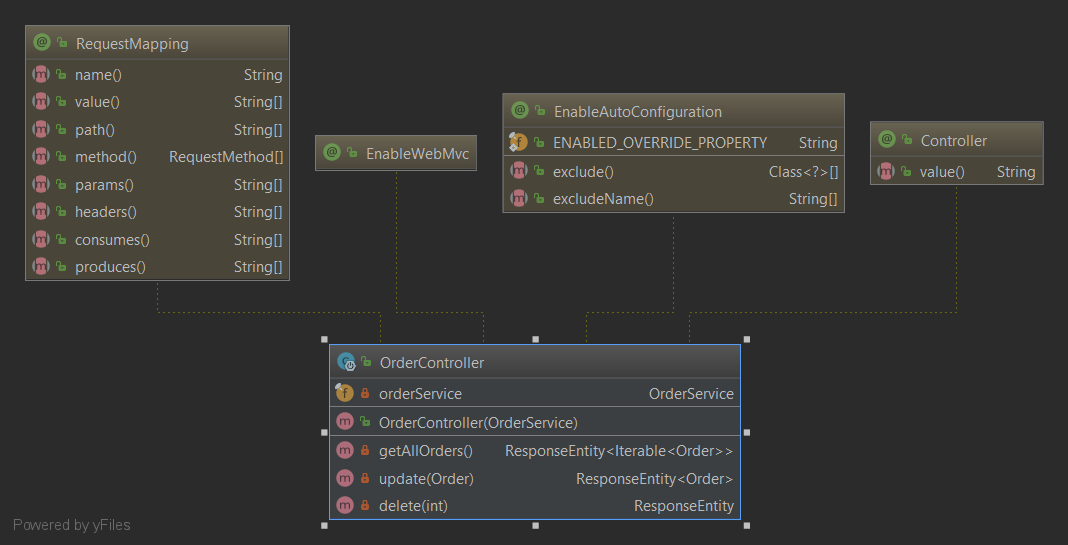 RequestMapping
name() String
value() String[]
path() String[]
method() RequestMethod[]
params() String[]
headers() String[]
consumes() String[]
produces() String[]
EnableWebMvc
EnableAutoConfiguration
ENABLED_OVERRIDE_PROPERTY String
exclude() Class<?>[]
excludeName() String[]
Controller
value() String
OrderController
orderService OrderService
OrderController(OrderService)
getAllOrders() ResponseEntity<Iterable<Order>>
update(Order) ResponseEntity<Order>
delete(int) ResponseEntity
Powered by yFiles